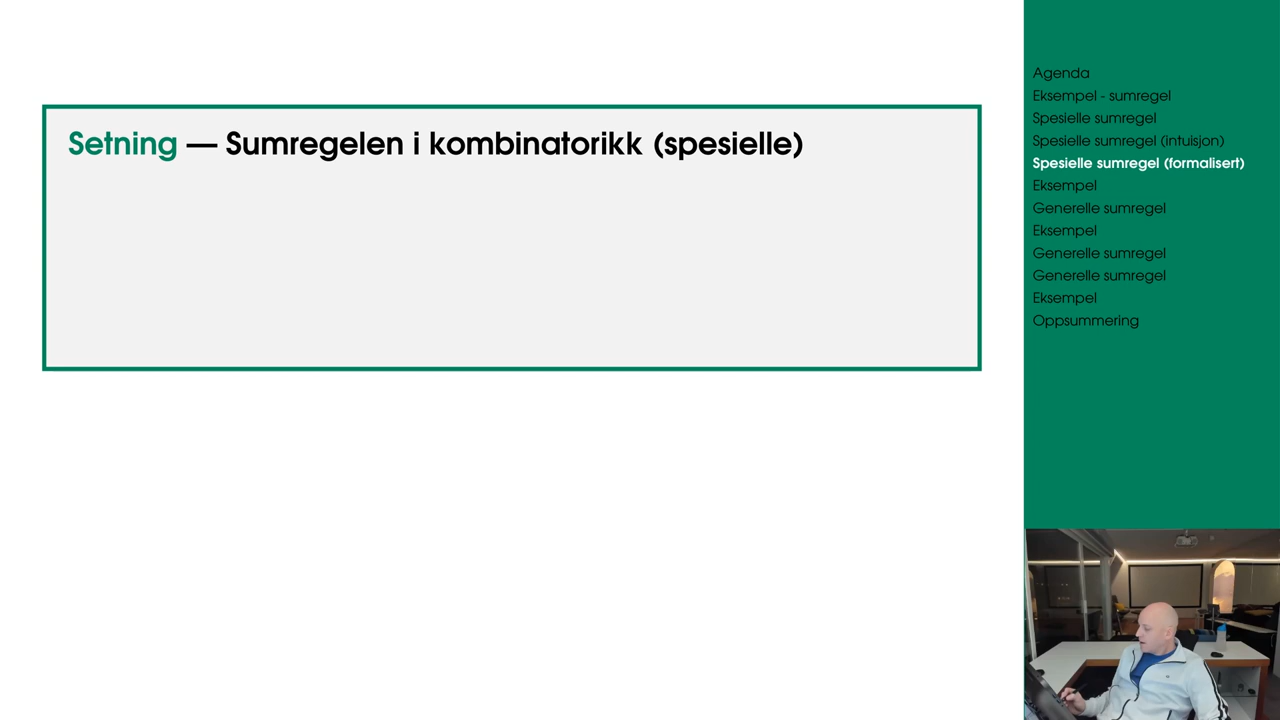 Setning — Sumregelen i kombinatorikk (spesielle)
Agenda
Eksempel - sumregel
Spesielle sumregel
Spesielle sumregel (intuisjon)
Spesielle sumregel (formalisert)
Eksempel
Generelle sumregel
Eksempel
Generelle sumregel
Generelle sumregel
Eksempel
Oppsummering